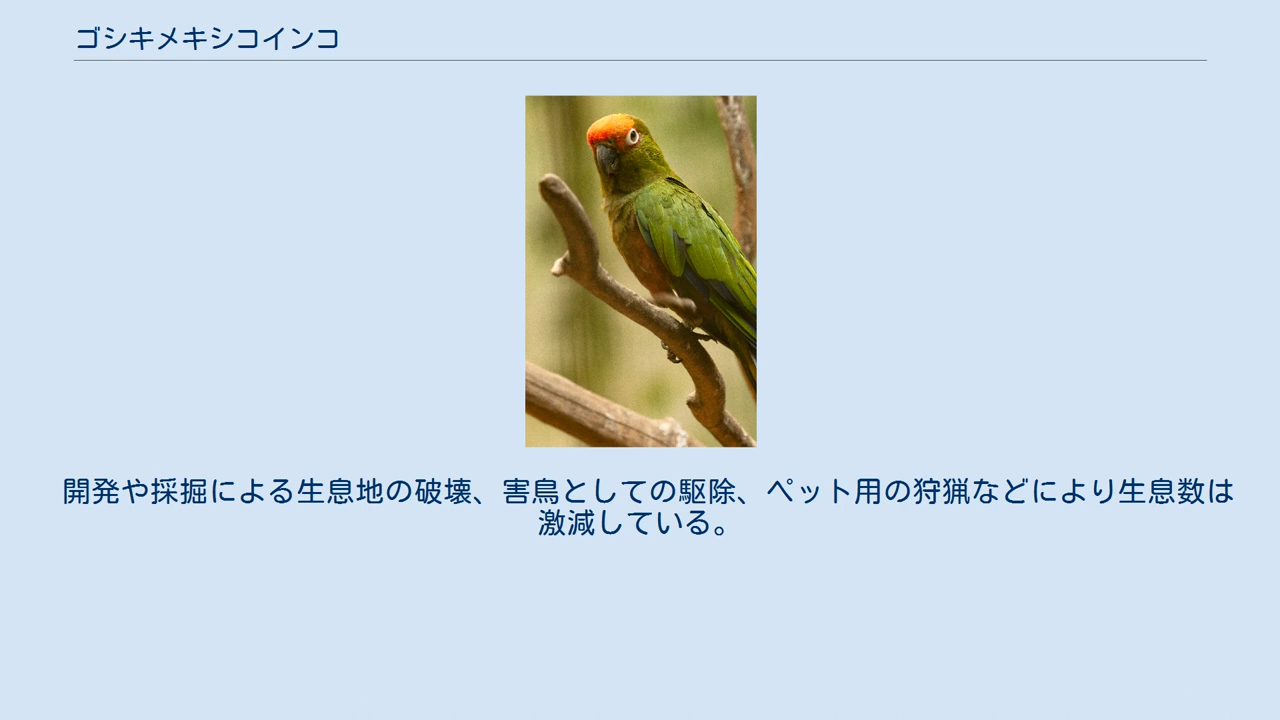 ゴシキメキシコインコ
開発や採掘による生息地の破壊、害鳥としての駆除、ペット用の狩猟などにより生息数は
激減している。